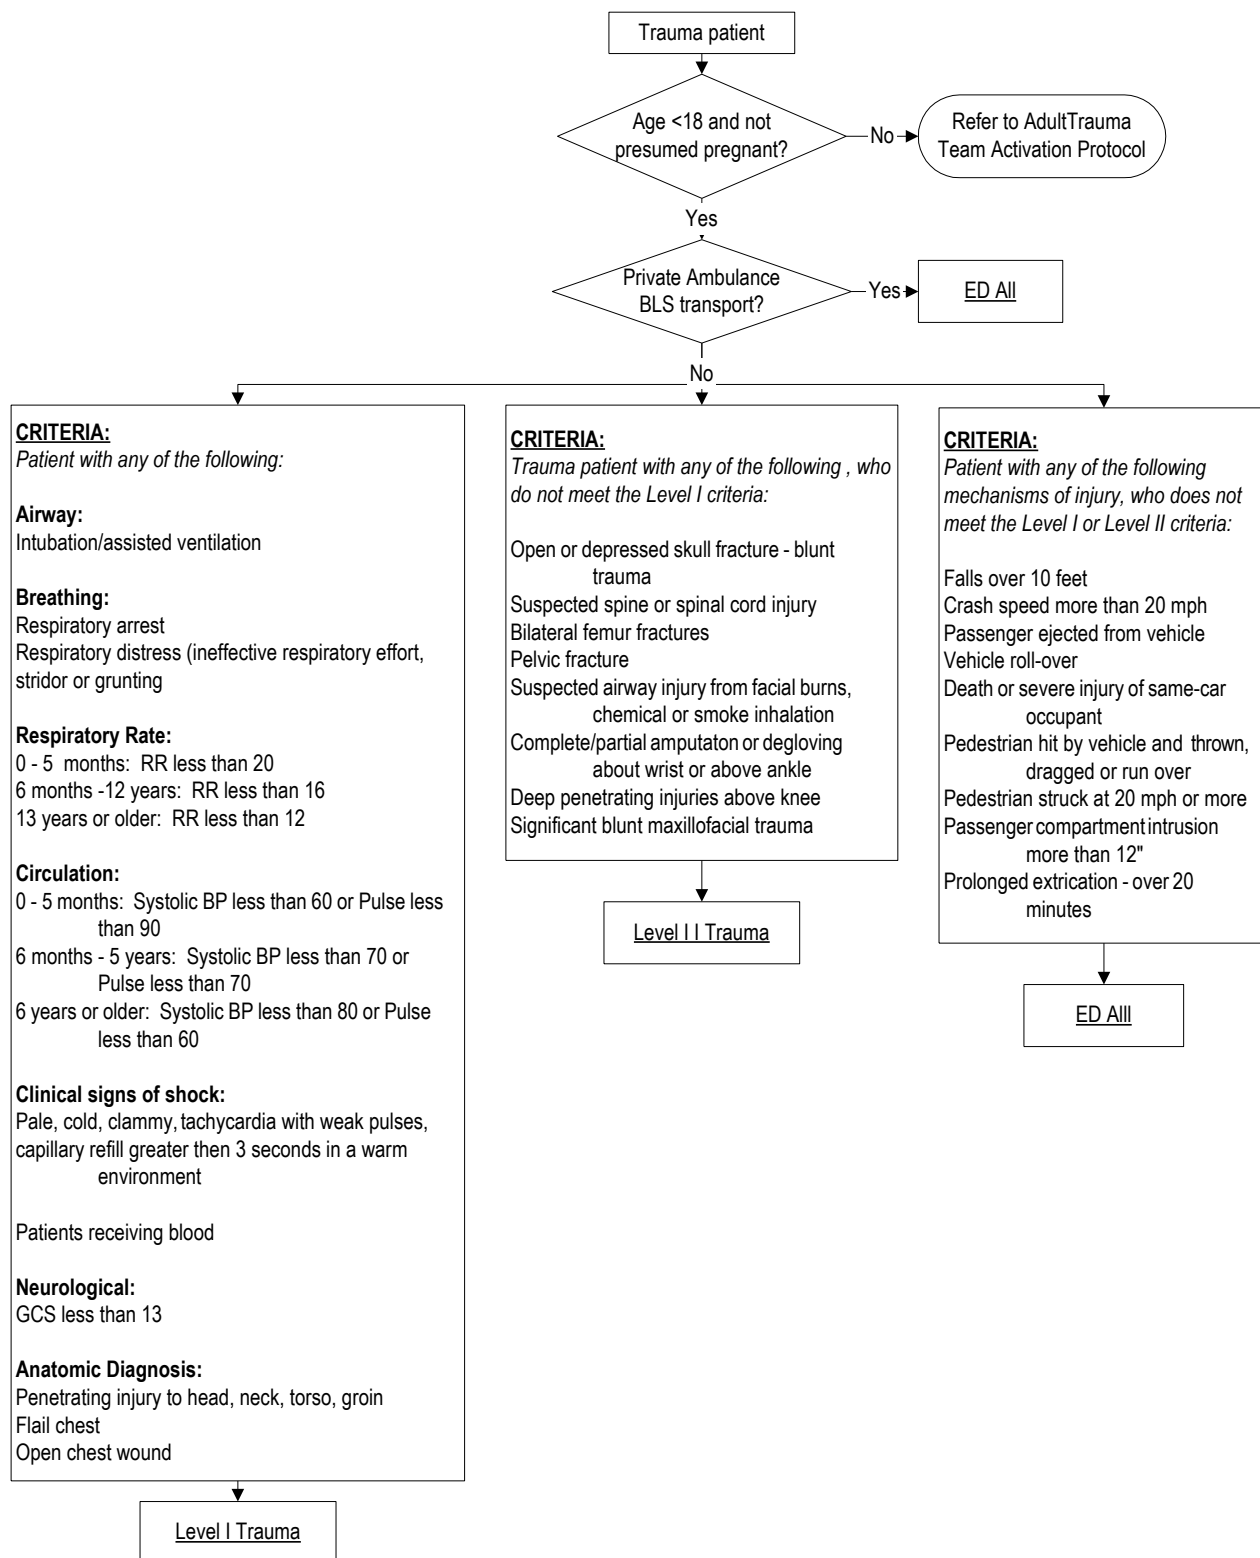 Trauma patient
Age <18 and not
presumed pregnant?
No
Refer to AdultTrauma
Team Activation Protocol
Yes
Private Ambulance
BLS transport?
Yes
ED All
No
CRITERIA:
Patient with any of the following:
Airway:
Intubation/assisted ventilation
Breathing:
Respiratory arrest
Respiratory distress (ineffective respiratory effort,
stridor or grunting
Respiratory Rate:
0 - 5 months: RR less than 20
6 months -12 years: RR less than 16
13 years or older: RR less than 12
Circulation:
0 - 5 months: Systolic BP less than 60 or Pulse less
than 90
6 months - 5 years: Systolic BP less than 70 or
Pulse less than 70
6 years or older: Systolic BP less than 80 or Pulse
less than 60
Clinical signs of shock:
Pale, cold, clammy, tachycardia with weak pulses,
capillary refill greater then 3 seconds in a warm
environment
Patients receiving blood
Neurological:
GCS less than 13
Anatomic Diagnosis:
Penetrating injury to head, neck, torso, groin
Flail chest
Open chest wound
Level I Trauma
CRITERIA:
Trauma patient with any of the following , who
do not meet the Level I criteria:
Open or depressed skull fracture - blunt
trauma
Suspected spine or spinal cord injury
Bilateral femur fractures
Pelvic fracture
Suspected airway injury from facial burns,
chemical or smoke inhalation
Complete/partial amputaton or degloving
about wrist or above ankle
Deep penetrating injuries above knee
Significant blunt maxillofacial trauma
Level I I Trauma
CRITERIA:
Patient with any of the following
mechanisms of injury, who does not
meet the Level I or Level II criteria:
Falls over 10 feet
Crash speed more than 20 mph
Passenger ejected from vehicle
Vehicle roll-over
Death or severe injury of same-car
occupant
Pedestrian hit by vehicle and thrown,
dragged or run over
Pedestrian struck at 20 mph or more
Passenger compartment intrusion
more than 12"
Prolonged extrication - over 20
minutes
ED Alll